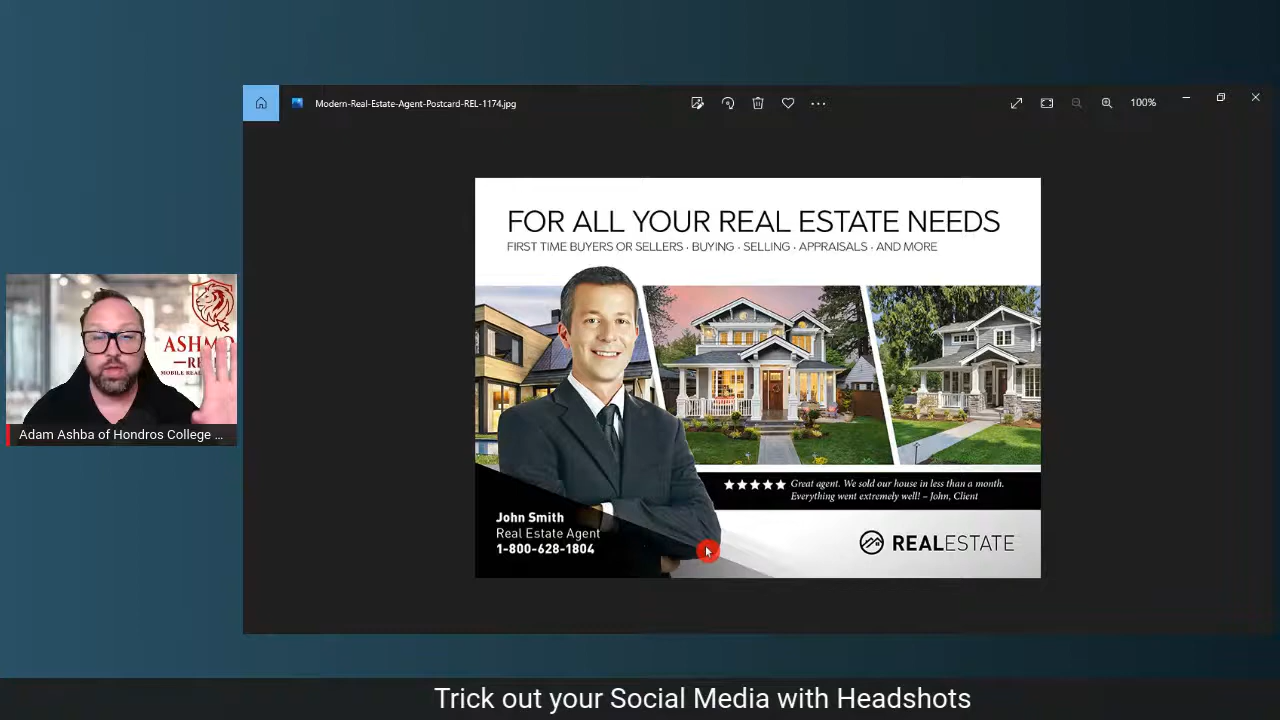 Modern-Real-Estate-Agent-Postcard-REL-1174.jpg
100%
FOR ALL YOUR REAL ESTATE NEEDS
FIRST TIME BUYERS OR SELLERS · BUYING · SELLING · APPRAISALS · AND MORE
Great agent. We sold our house in less than a month.
Everything went extremely well! – John, Client
John Smith
Real Estate Agent
1-800-628-1804
REALESTATE
ASHMO
MOBILE REA
Adam Ashba of Hondros College ...
Trick out your Social Media with Headshots